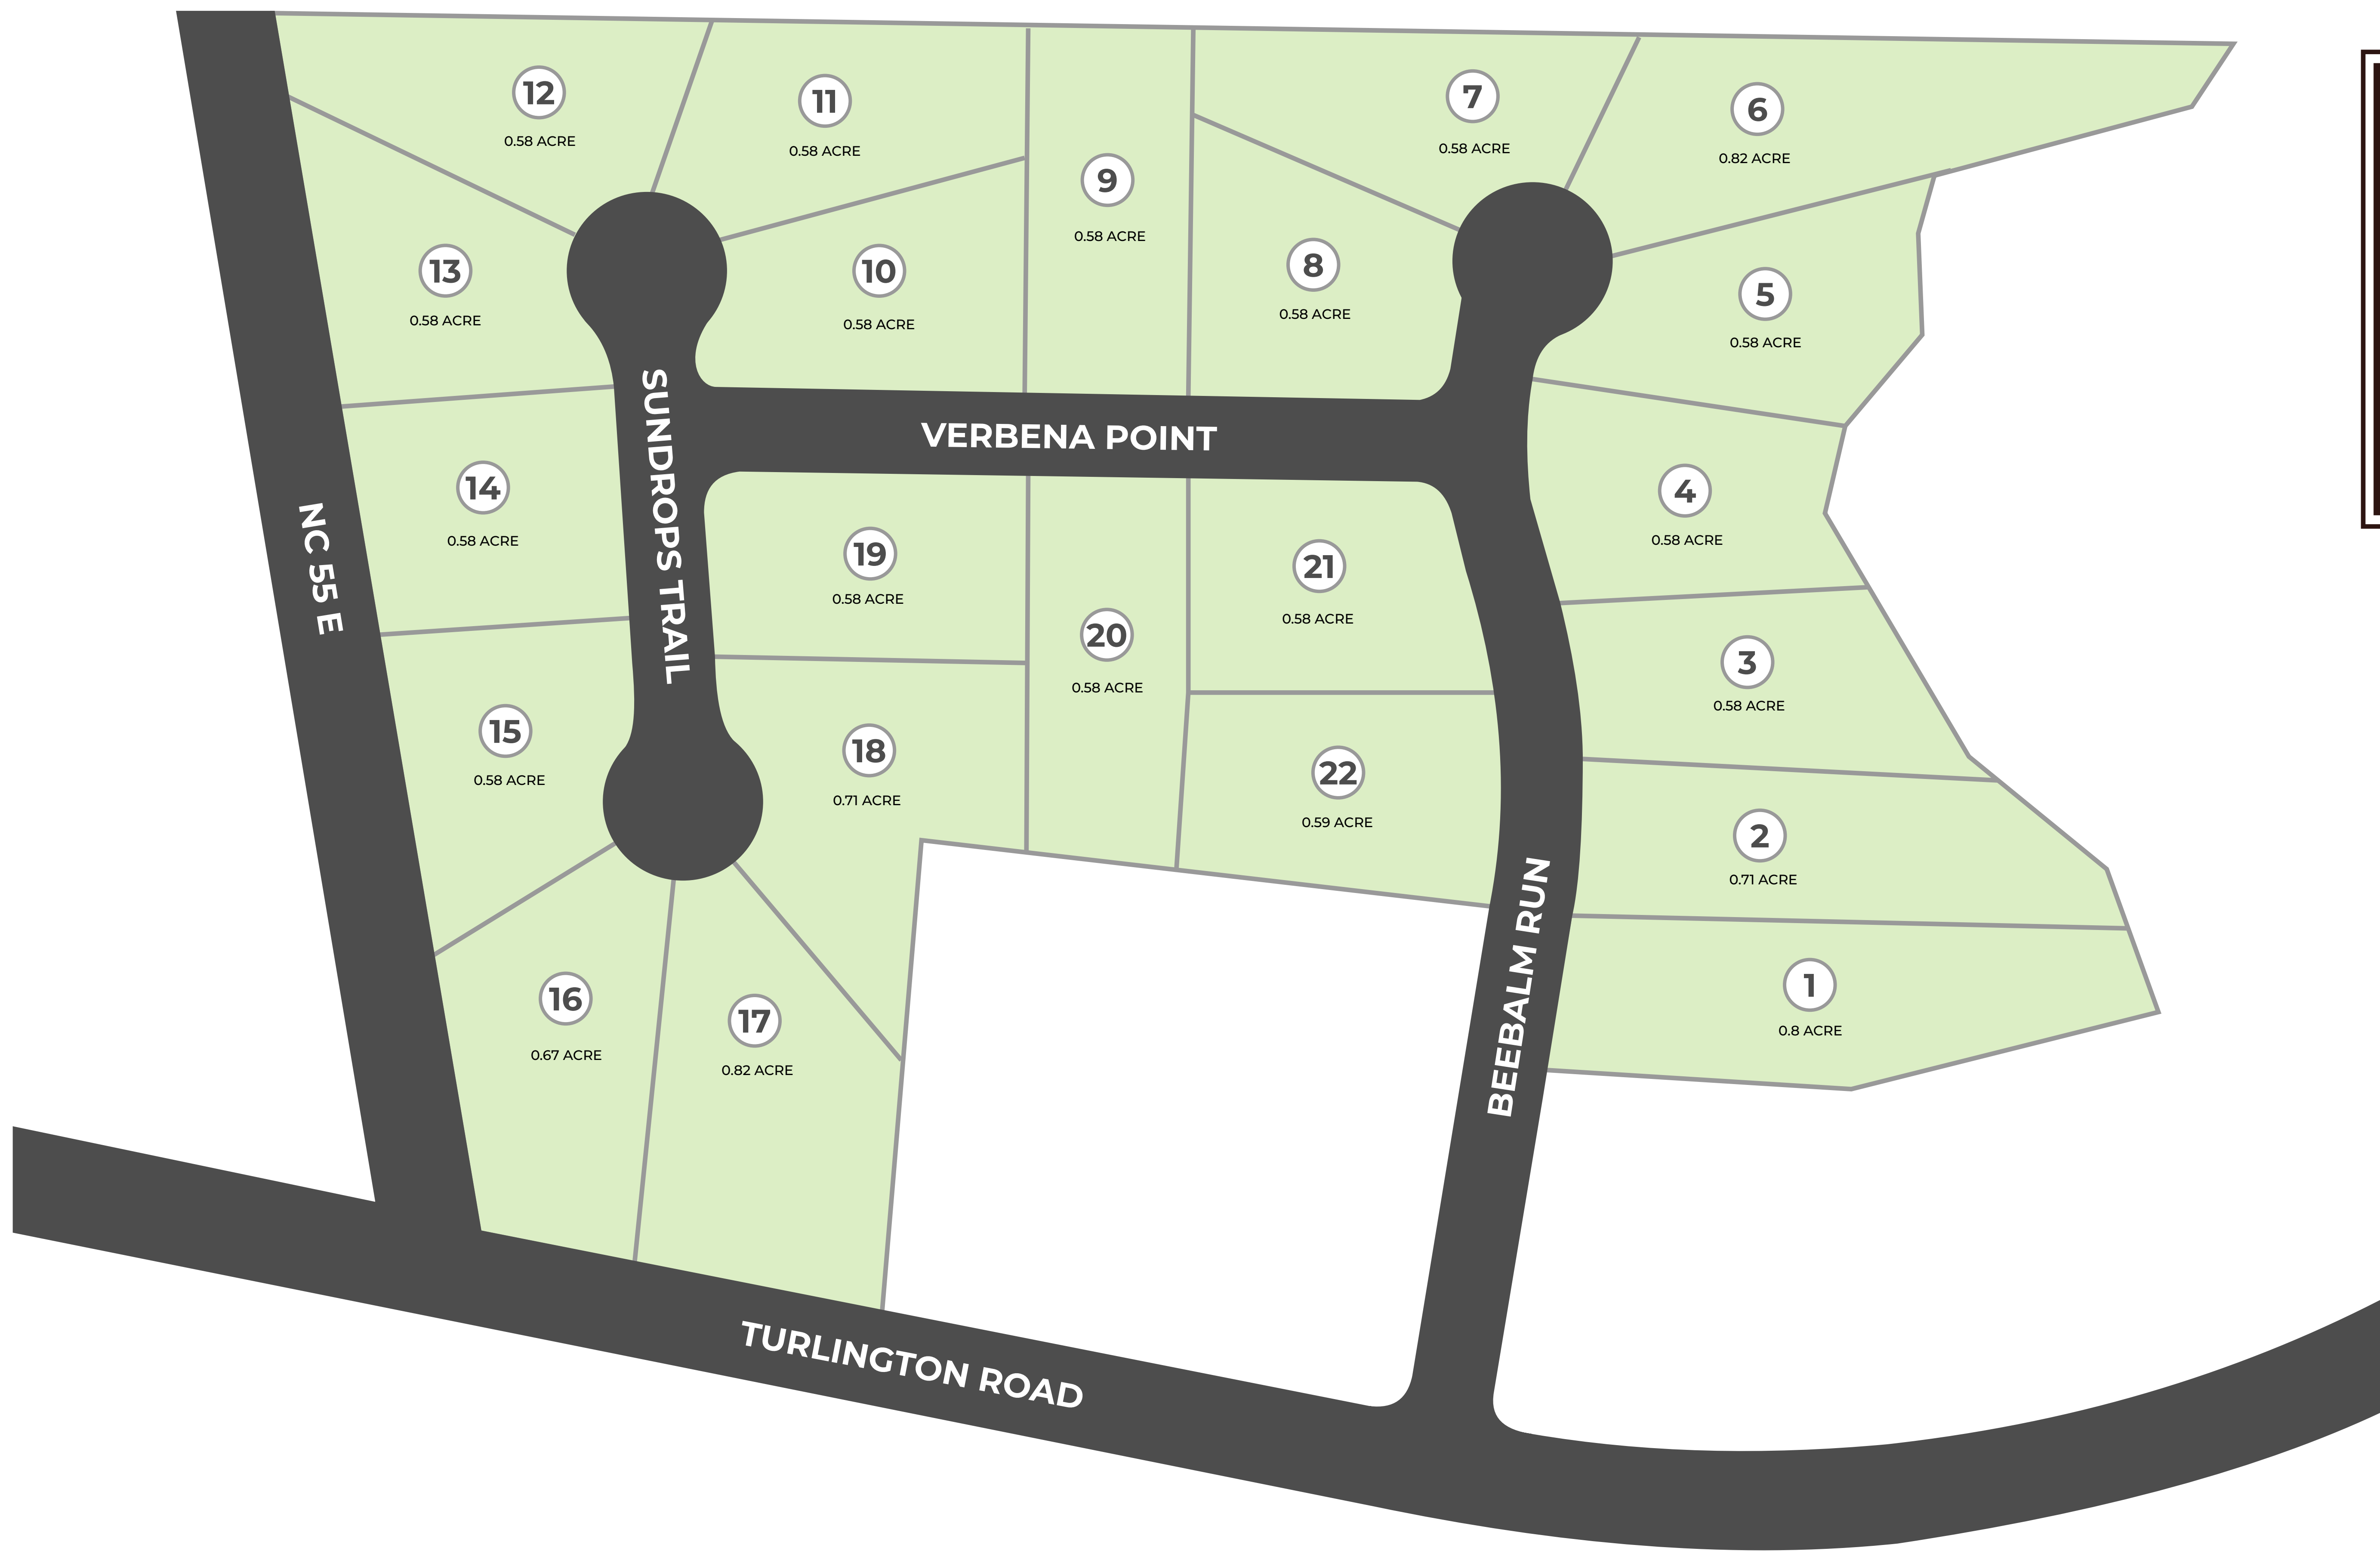 12
0.58 ACRE
11
0.58 ACRE
9
0.58 ACRE
7
0.58 ACRE
6
0.82 ACRE
13
0.58 ACRE
10
0.58 ACRE
8
0.58 ACRE
5
0.58 ACRE
SUNDROPS TRAIL
VERBENA POINT
NC 55 E
14
0.58 ACRE
19
0.58 ACRE
20
0.58 ACRE
21
0.58 ACRE
4
0.58 ACRE
3
0.58 ACRE
15
0.58 ACRE
18
0.71 ACRE
22
0.59 ACRE
2
0.71 ACRE
BEEBALM RUN
16
0.67 ACRE
17
0.82 ACRE
1
0.8 ACRE
TURLINGTON ROAD